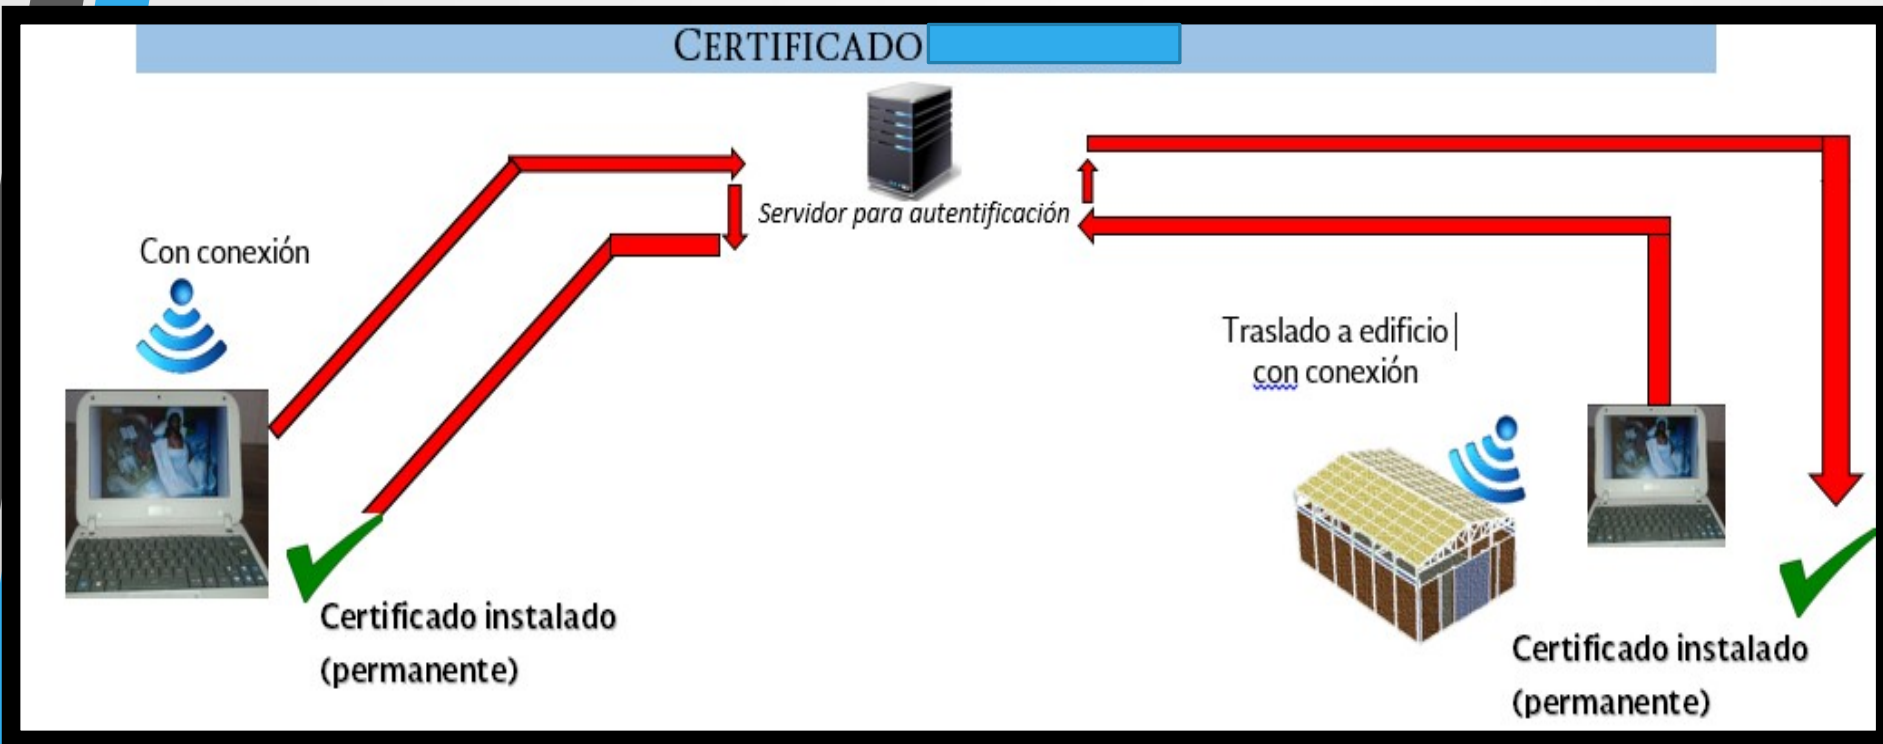 CERTIFICADO
Servidor para autentificación
Con conexión
Traslado a edificio
con conexión
Certificado instalado
(permanente)
Certificado instalado
(permanente)